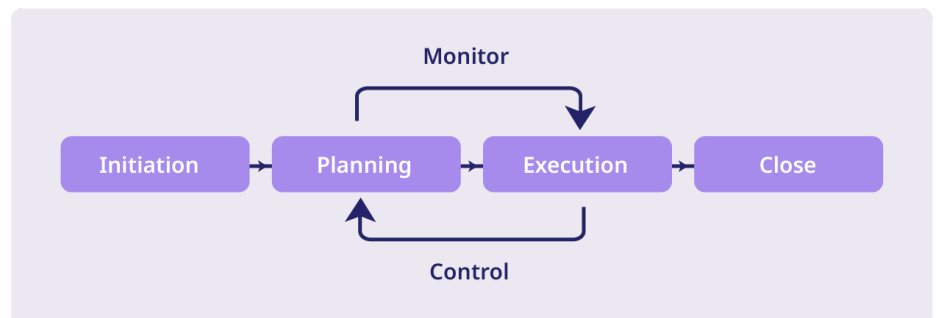 Monitor
Initiation
Planning
Execution
Close
Control